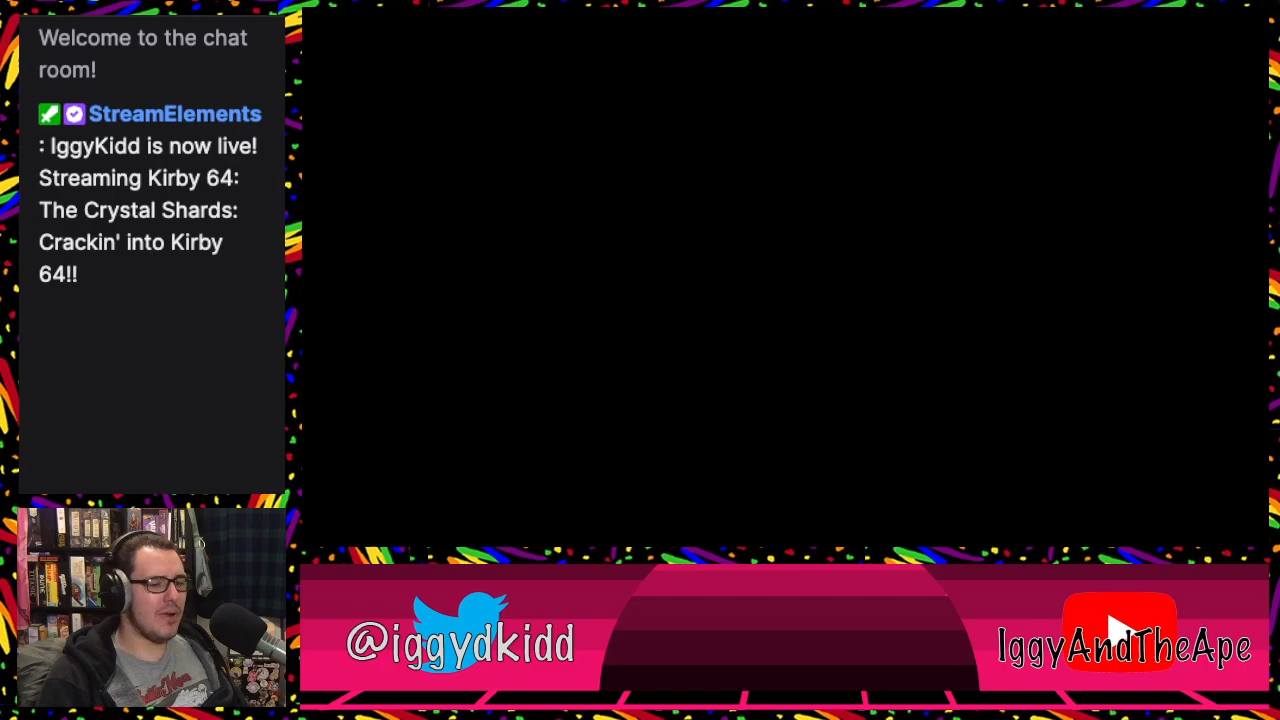 Welcome to the chat
room!
StreamElements
: IggyKidd is now live!
Streaming Kirby 64:
The Crystal Shards:
Crackin' into Kirby
64!!
@iggydkidd
IggyAndTheApe